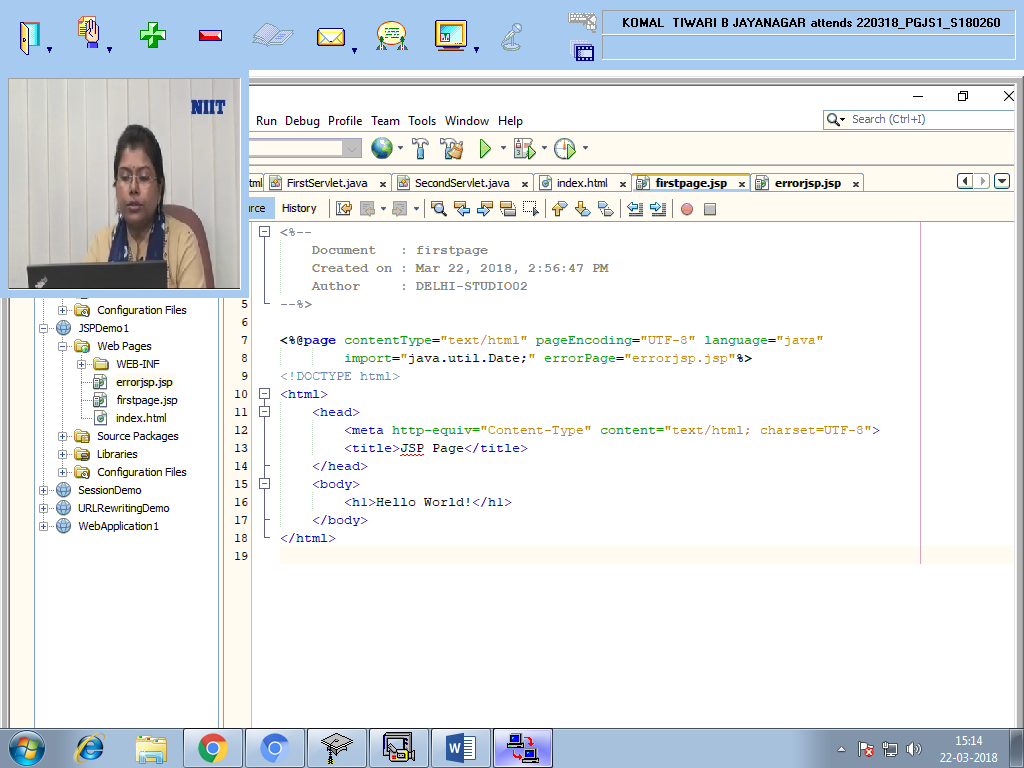 KOMAL TIWARI B JAYANAGAR attends 220318_PGJS1_S180260
NIIT
Run Debug Profile Team Tools Window Help
Search (Ctrl+I)
FirstServlet.java
SecondServlet.java
index.html
firstpage.jsp
errorjsp.jsp
History
<%--
Document : firstpage
Created on : Mar 22, 2018, 2:56:47 PM
Author : DELHI-STUDIO02
5 --%>
6
7 <%@page contentType="text/html" pageEncoding="UTF-8" language="java"
8 import="java.util.Date;" errorPage="errorjsp.jsp"%>
9 <!DOCTYPE html>
10 <html>
11 <head>
12 <meta http-equiv="Content-Type" content="text/html; charset=UTF-8">
13 <title>JSP Page</title>
14 </head>
15 <body>
16 <h1>Hello World!</h1>
17 </body>
18 </html>
19
Configuration Files
JSPDemo1
Web Pages
WEB-INF
errorjsp.jsp
firstpage.jsp
index.html
Source Packages
Libraries
Configuration Files
SessionDemo
URLRewritingDemo
WebApplication1
15:14
22-03-2018